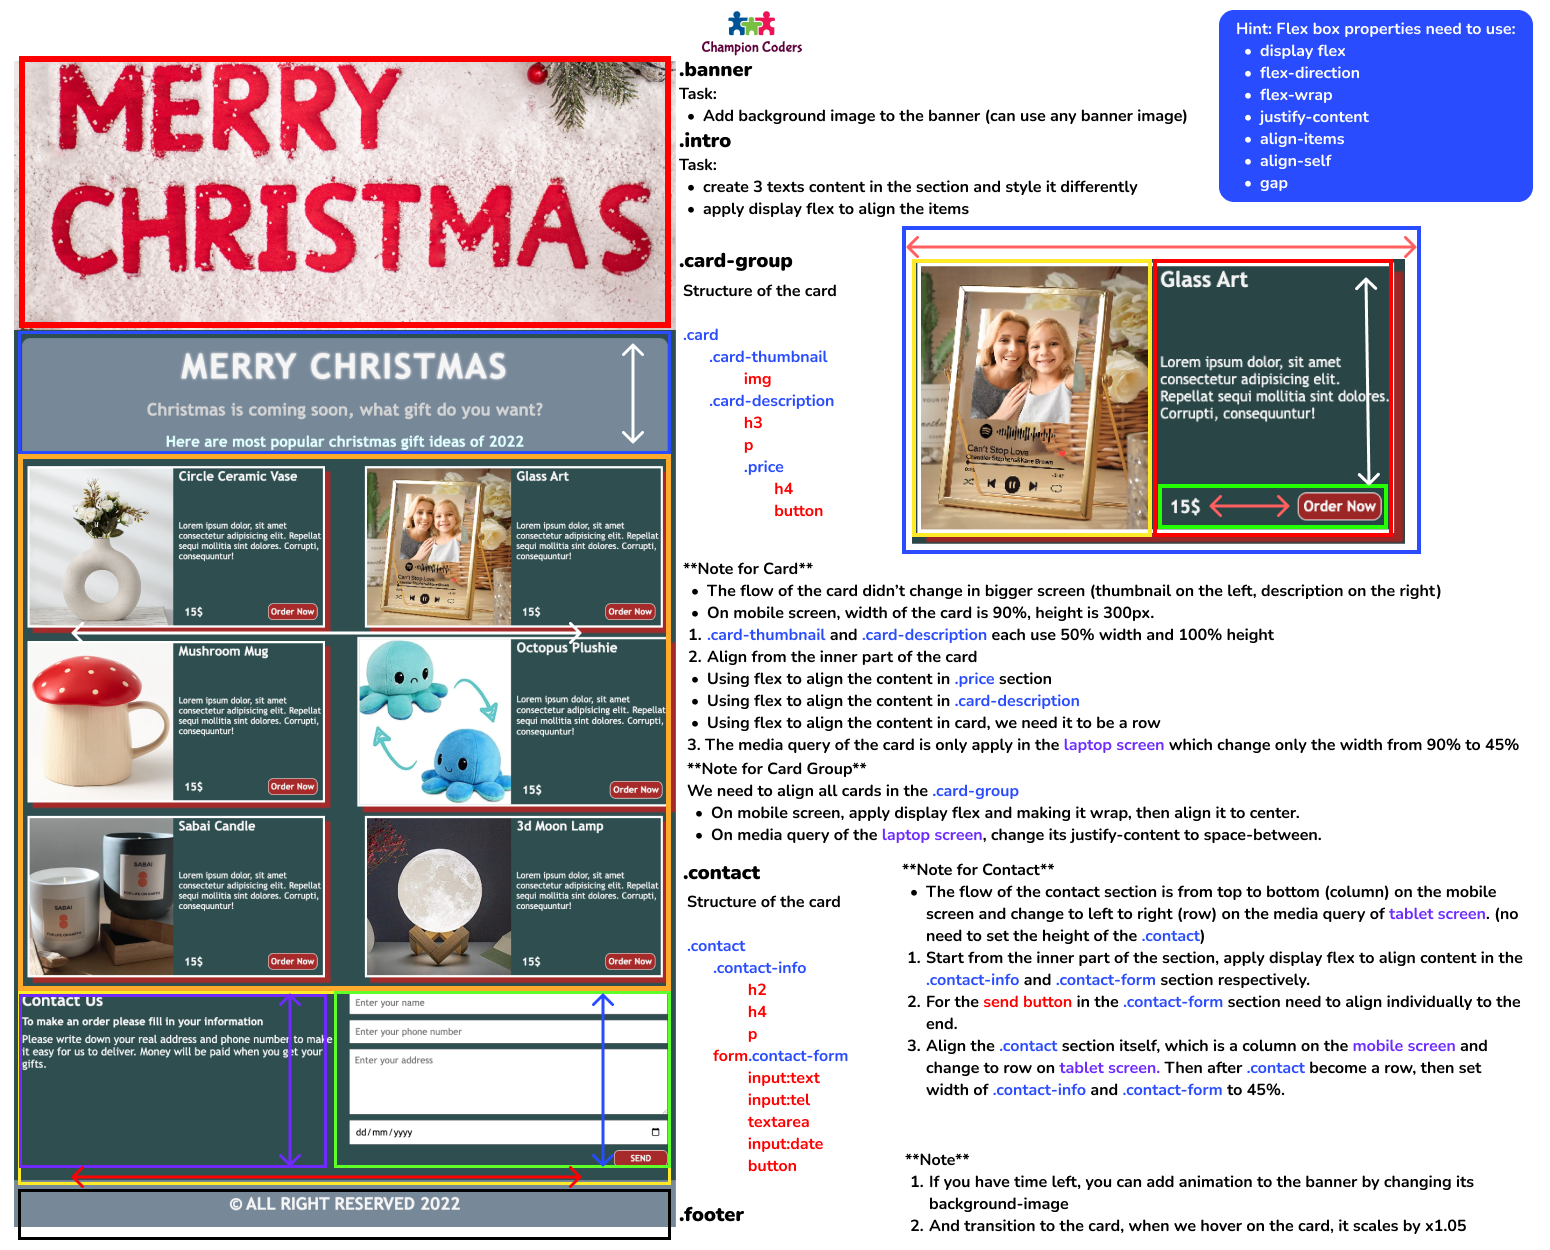 Champion Coders
Hint: Flex box properties need to use:
• display flex
• flex-direction
• flex-wrap
• justify-content
• align-items
• align-self
• gap
MERRY
CHRISTMAS
MERRY CHRISTMAS
Christmas is coming soon, what gift do you want?
Here are most popular christmas gift ideas of 2022
Circle Ceramic Vase
Lorem ipsum dolor, sit amet
consectetur adipisicing elit. Repellat
sequi mollitia sint dolores. Corrupti,
consequuntur!
15$
Order Now
Glass Art
Lorem ipsum dolor, sit amet
consectetur adipisicing elit. Repellat
sequi mollitia sint dolores. Corrupti,
consequuntur!
15$
Order Now
Can't Stop Love
Mushroom Mug
Lorem ipsum dolor, sit amet
consectetur adipisicing elit. Repellat
sequi mollitia sint dolores. Corrupti,
consequuntur!
15$
Order Now
Octopus Plushie
Lorem ipsum dolor, sit amet
consectetur adipisicing elit. Repellat
sequi mollitia sint dolores. Corrupti,
consequuntur!
15$
Order Now
Sabai Candle
Lorem ipsum dolor, sit amet
consectetur adipisicing elit. Repellat
sequi mollitia sint dolores. Corrupti,
consequuntur!
15$
Order Now
SABAI
SABAI
3d Moon Lamp
Lorem ipsum dolor, sit amet
consectetur adipisicing elit. Repellat
sequi mollitia sint dolores. Corrupti,
consequuntur!
15$
Order Now
Contact Us
To make an order please fill in your information
Please write down your real address and phone number to make
it easy for us to deliver. Money will be paid when you get your
gifts.
Enter your name
Enter your phone number
Enter your address
dd/mm/yyyy
SEND
© ALL RIGHT RESERVED 2022
.banner
Task:
• Add background image to the banner (can use any banner image)
.intro
Task:
• create 3 texts content in the section and style it differently
• apply display flex to align the items
.card-group
Structure of the card
.card
.card-thumbnail
img
.card-description
h3
p
.price
h4
button
Glass Art
Lorem ipsum dolor, sit amet
consectetur adipisicing elit.
Repellat sequi mollitia sint dolores.
Corrupti, consequuntur!
15$
Order Now
Can't Stop Love
**Note for Card**
• The flow of the card didn't change in bigger screen (thumbnail on the left, description on the right)
• On mobile screen, width of the card is 90%, height is 300px.
1. .card-thumbnail and .card-description each use 50% width and 100% height
2. Align from the inner part of the card
• Using flex to align the content in .price section
• Using flex to align the content in .card-description
• Using flex to align the content in card, we need it to be a row
3. The media query of the card is only apply in the laptop screen which change only the width from 90% to 45%
**Note for Card Group**
We need to align all cards in the .card-group
• On mobile screen, apply display flex and making it wrap, then align it to center.
• On media query of the laptop screen, change its justify-content to space-between.
.contact
Structure of the card
.contact
.contact-info
h2
h4
p
form.contact-form
input:text
input:tel
textarea
input:date
button
**Note for Contact**
• The flow of the contact section is from top to bottom (column) on the mobile
screen and change to left to right (row) on the media query of tablet screen. (no
need to set the height of the .contact)
1. Start from the inner part of the section, apply display flex to align content in the
.contact-info and .contact-form section respectively.
2. For the send button in the .contact-form section need to align individually to the
end.
3. Align the .contact section itself, which is a column on the mobile screen and
change to row on tablet screen. Then after .contact become a row, then set
width of .contact-info and .contact-form to 45%.
**Note**
1. If you have time left, you can add animation to the banner by changing its
background-image
2. And transition to the card, when we hover on the card, it scales by x1.05
.footer